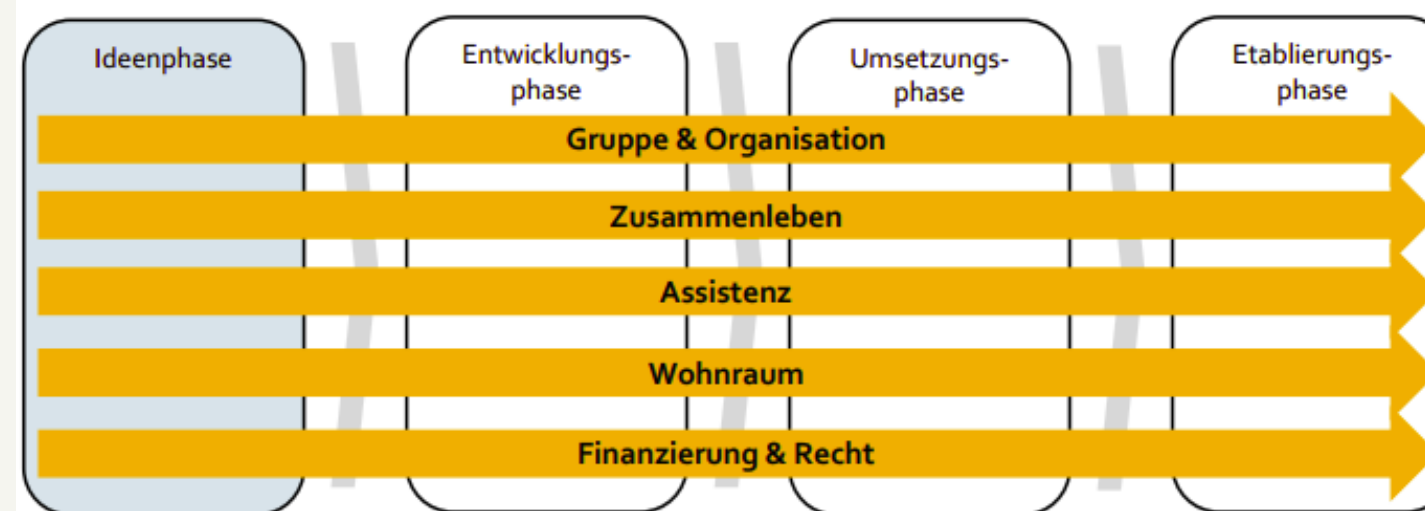 Ideenphase
Entwicklungs-
phase
Umsetzungs-
phase
Etablierungs-
phase
Gruppe & Organisation
Zusammenleben
Assistenz
Wohnraum
Finanzierung & Recht